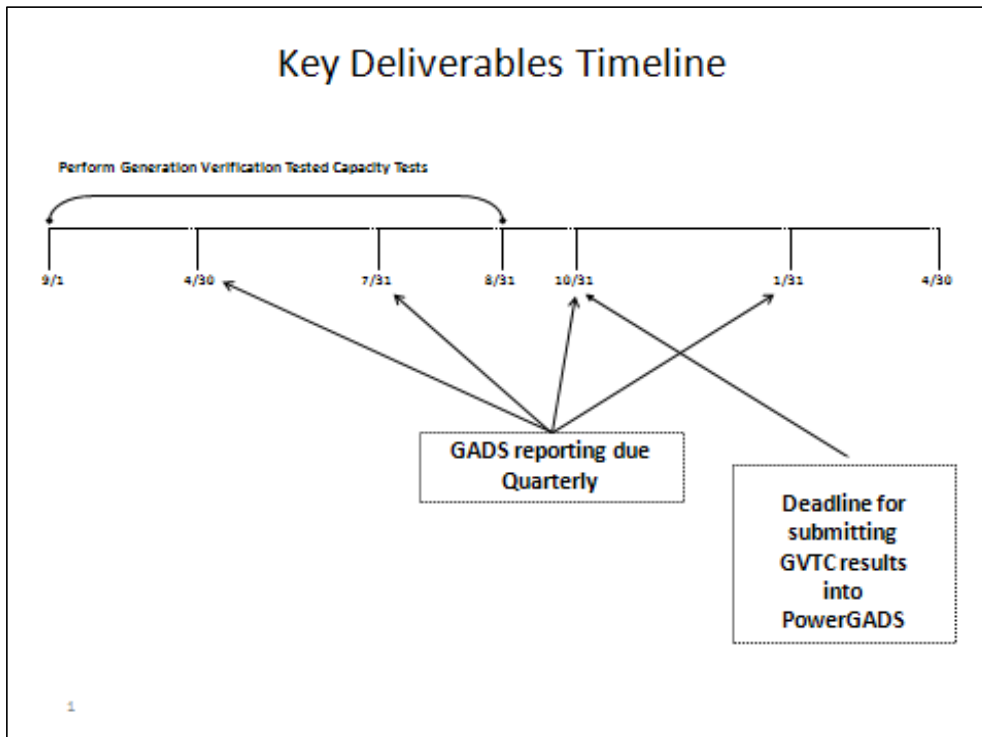 Key Deliverables Timeline
Perform Generation Verification Tested Capacity Tests
9/1
4/30
7/31
8/31
10/31
1/31
4/30
GADS reporting due
Quarterly
Deadline for
submitting
GVTC results
into
PowerGADS
1